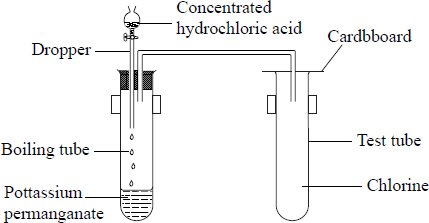 Concentrated
hydrochloric acid
Dropper
Cardbboard
Boiling tube
Test tube
Pottassium
permanganate
Chlorine